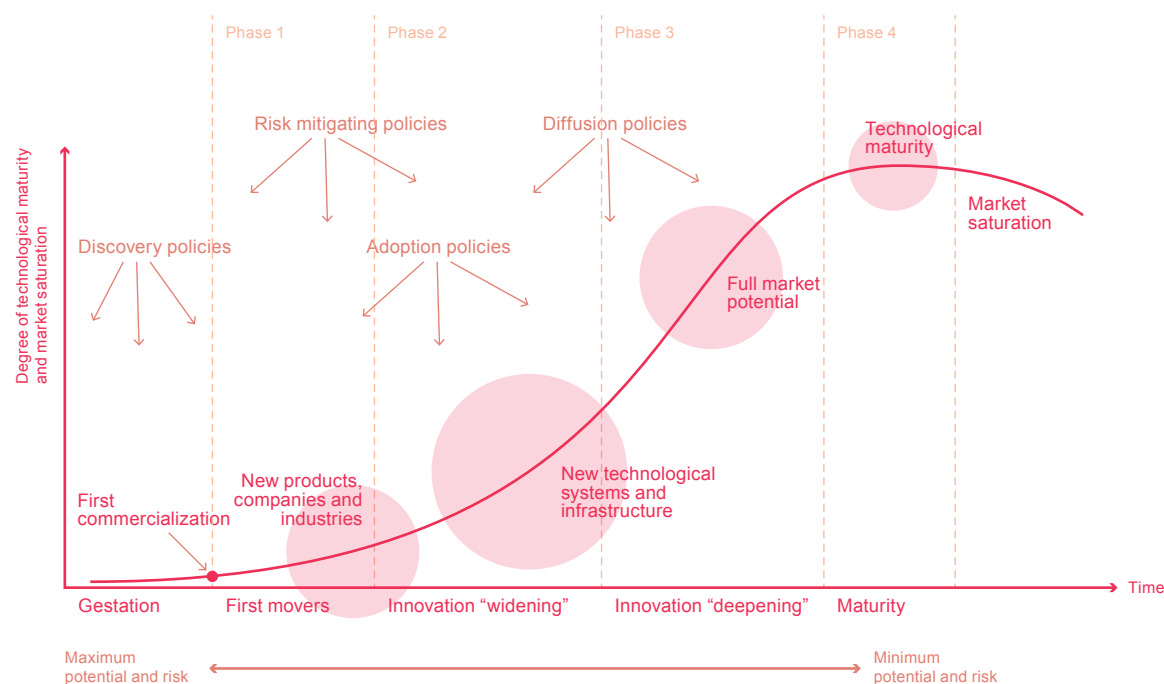 Phase 1
Phase 2
Phase 3
Phase 4
Risk mitigating policies
Diffusion policies
Technological
maturity
Market
saturation
Discovery policies
Adoption policies
Full market
potential
Degree of technological maturity
and market saturation
New products,
companies and
industries
New technological
systems and
infrastructure
First
commercialization
Time
Gestation
First movers
Innovation “widening”
Innovation “deepening”
Maturity
Maximum
potential and risk
Minimum
potential and risk